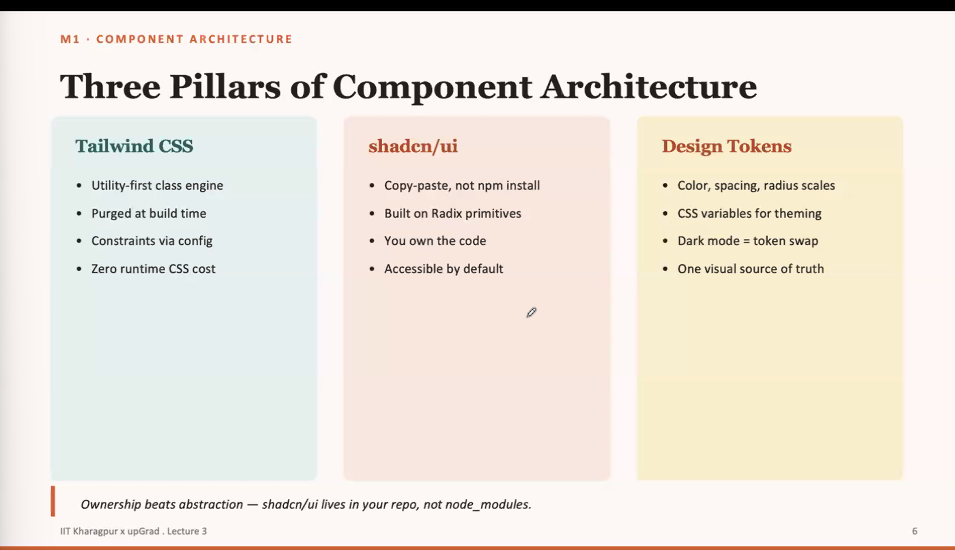 M1 · COMPONENT ARCHITECTURE
Three Pillars of Component Architecture
Tailwind CSS
• Utility-first class engine
• Purged at build time
• Constraints via config
• Zero runtime CSS cost
shadcn/ui
• Copy-paste, not npm install
• Built on Radix primitives
• You own the code
• Accessible by default
Design Tokens
• Color, spacing, radius scales
• CSS variables for theming
• Dark mode = token swap
• One visual source of truth
Ownership beats abstraction — shadcn/ui lives in your repo, not node_modules.
IIT Kharagpur x upGrad . Lecture 3
6